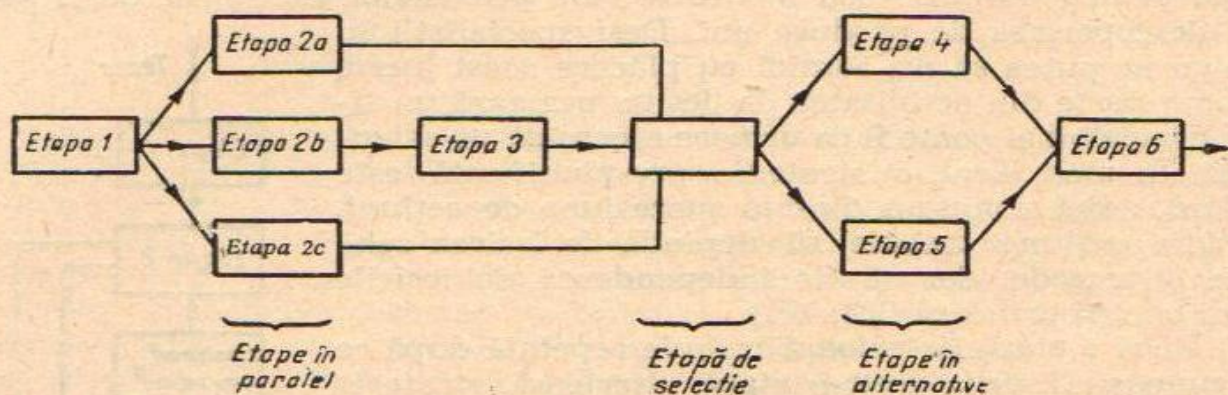 Etapa 2a
Etapa 4
Etapa 1
Etapa 2b
Etapa 3
Etapa 6
Etapa 2c
Etapa 5
Etape în
paralel
Etapă de
selectie
Etape în
alternative